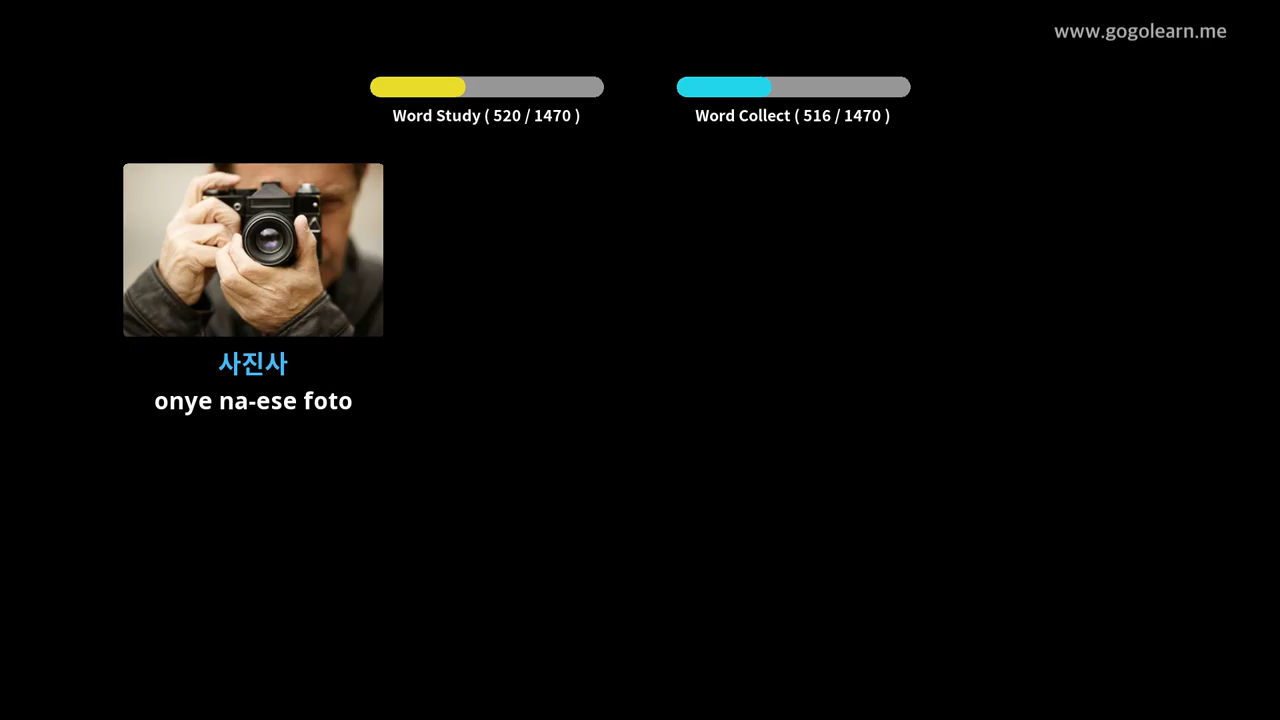 www.gogolearn.me
Word Study ( 520 / 1470 )
Word Collect ( 516 / 1470 )
사진사
onye na-ese foto